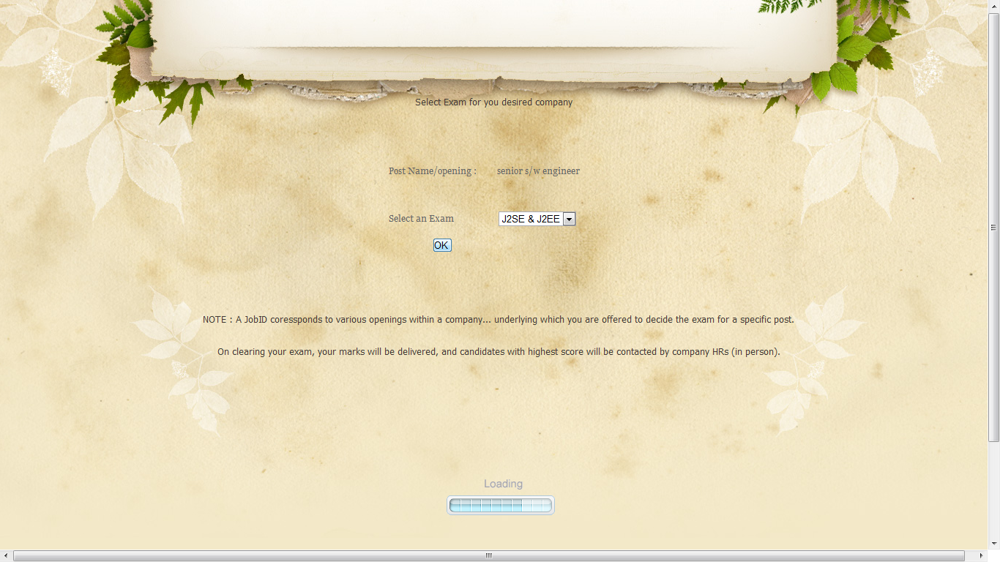 Select Exam for you desired company
Post Name/opening : senior s/w engineer
Select an Exam J2SE & J2EE
OK
NOTE : A JobID coressponds to various openings within a company... underlying which you are offered to decide the exam for a specific post.
On clearing your exam, your marks will be delivered, and candidates with highest score will be contacted by company HRs (in person).
Loading